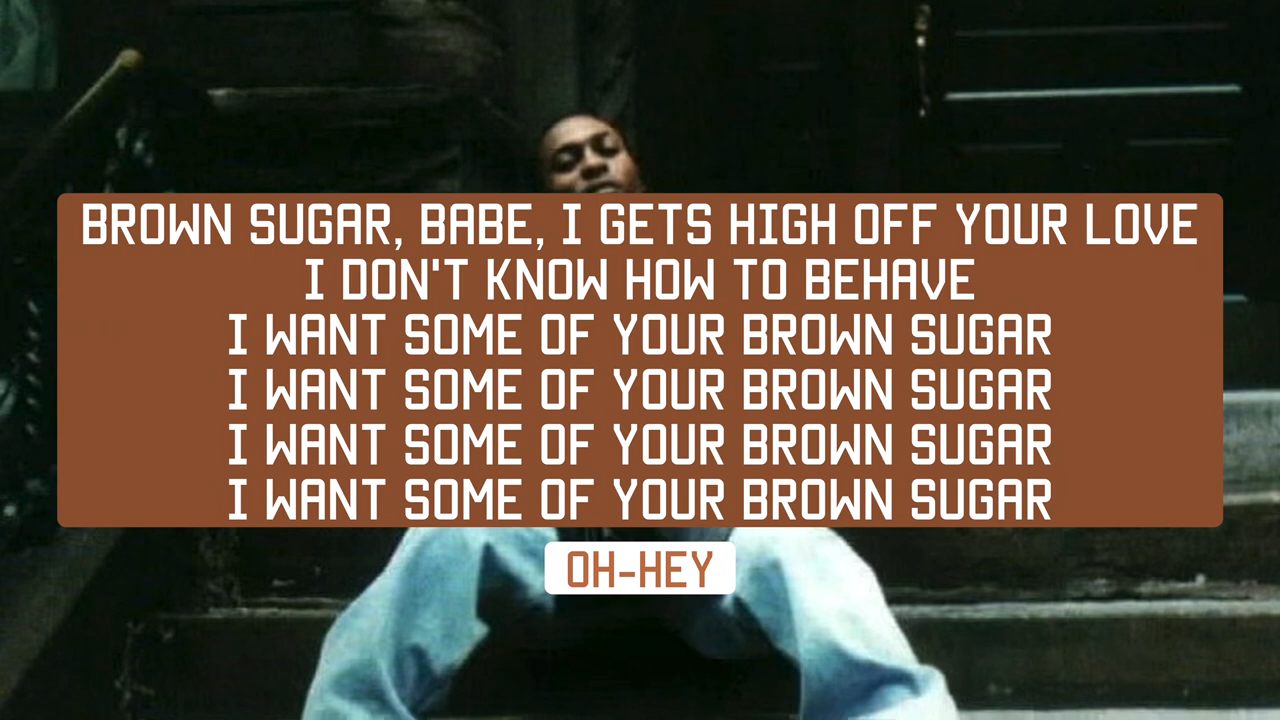 BROWN SUGAR, BABE, I GETS HIGH OFF YOUR LOVE
I DON'T KNOW HOW TO BEHAVE
I WANT SOME OF YOUR BROWN SUGAR
I WANT SOME OF YOUR BROWN SUGAR
I WANT SOME OF YOUR BROWN SUGAR
I WANT SOME OF YOUR BROWN SUGAR
OH-HEY